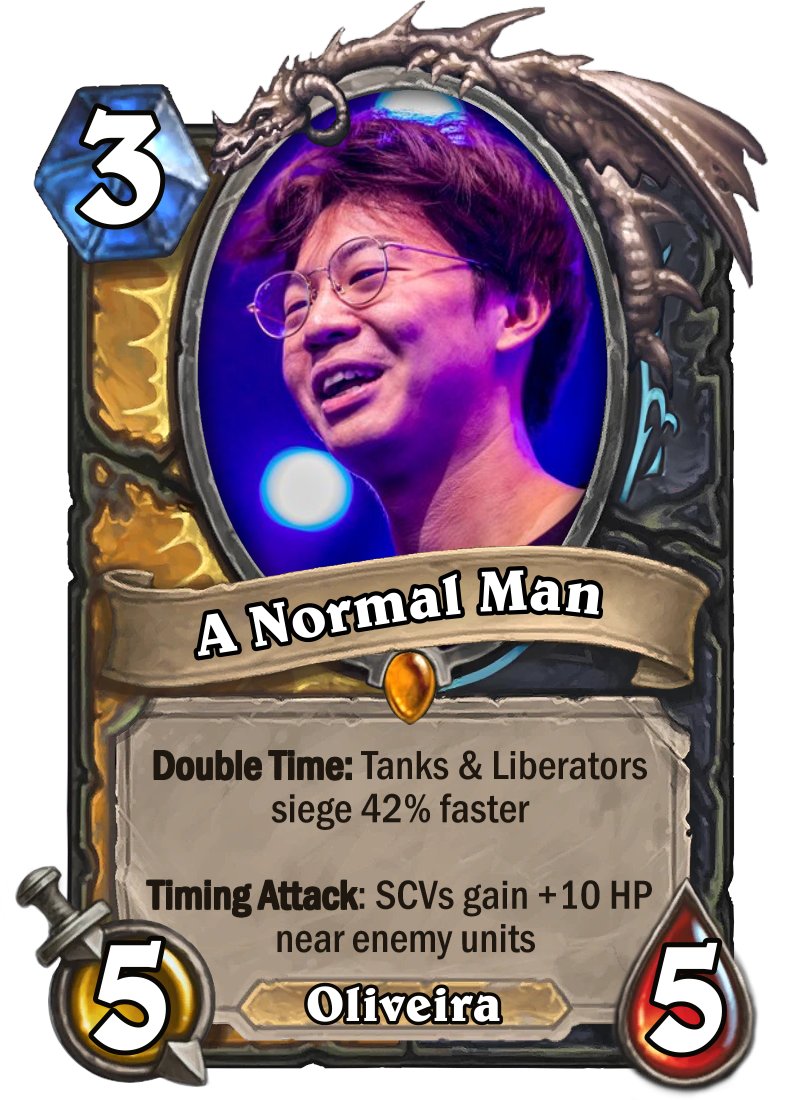 3
A Normal Man
Double Time: Tanks & Liberators
siege 42% faster
Timing Attack: SCVs gain +10 HP
near enemy units
5
Oliveira
5